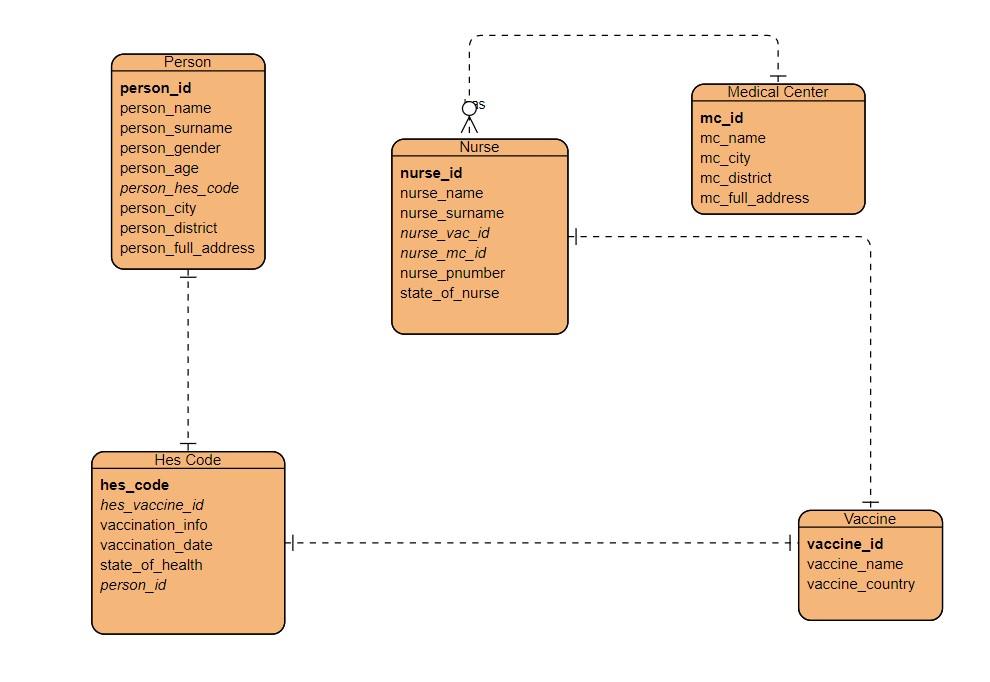 Person
person_id
person_name
person_surname
person_gender
person_age
person_hes_code
person_city
person_district
person_full_address
Nurse
nurse_id
nurse_name
nurse_surname
nurse_vac_id
nurse_mc_id
nurse_pnumber
state_of_nurse
Medical Center
mc_id
mc_name
mc_city
mc_district
mc_full_address
Hes Code
hes_code
hes_vaccine_id
vaccination_info
vaccination_date
state_of_health
person_id
Vaccine
vaccine_id
vaccine_name
vaccine_country